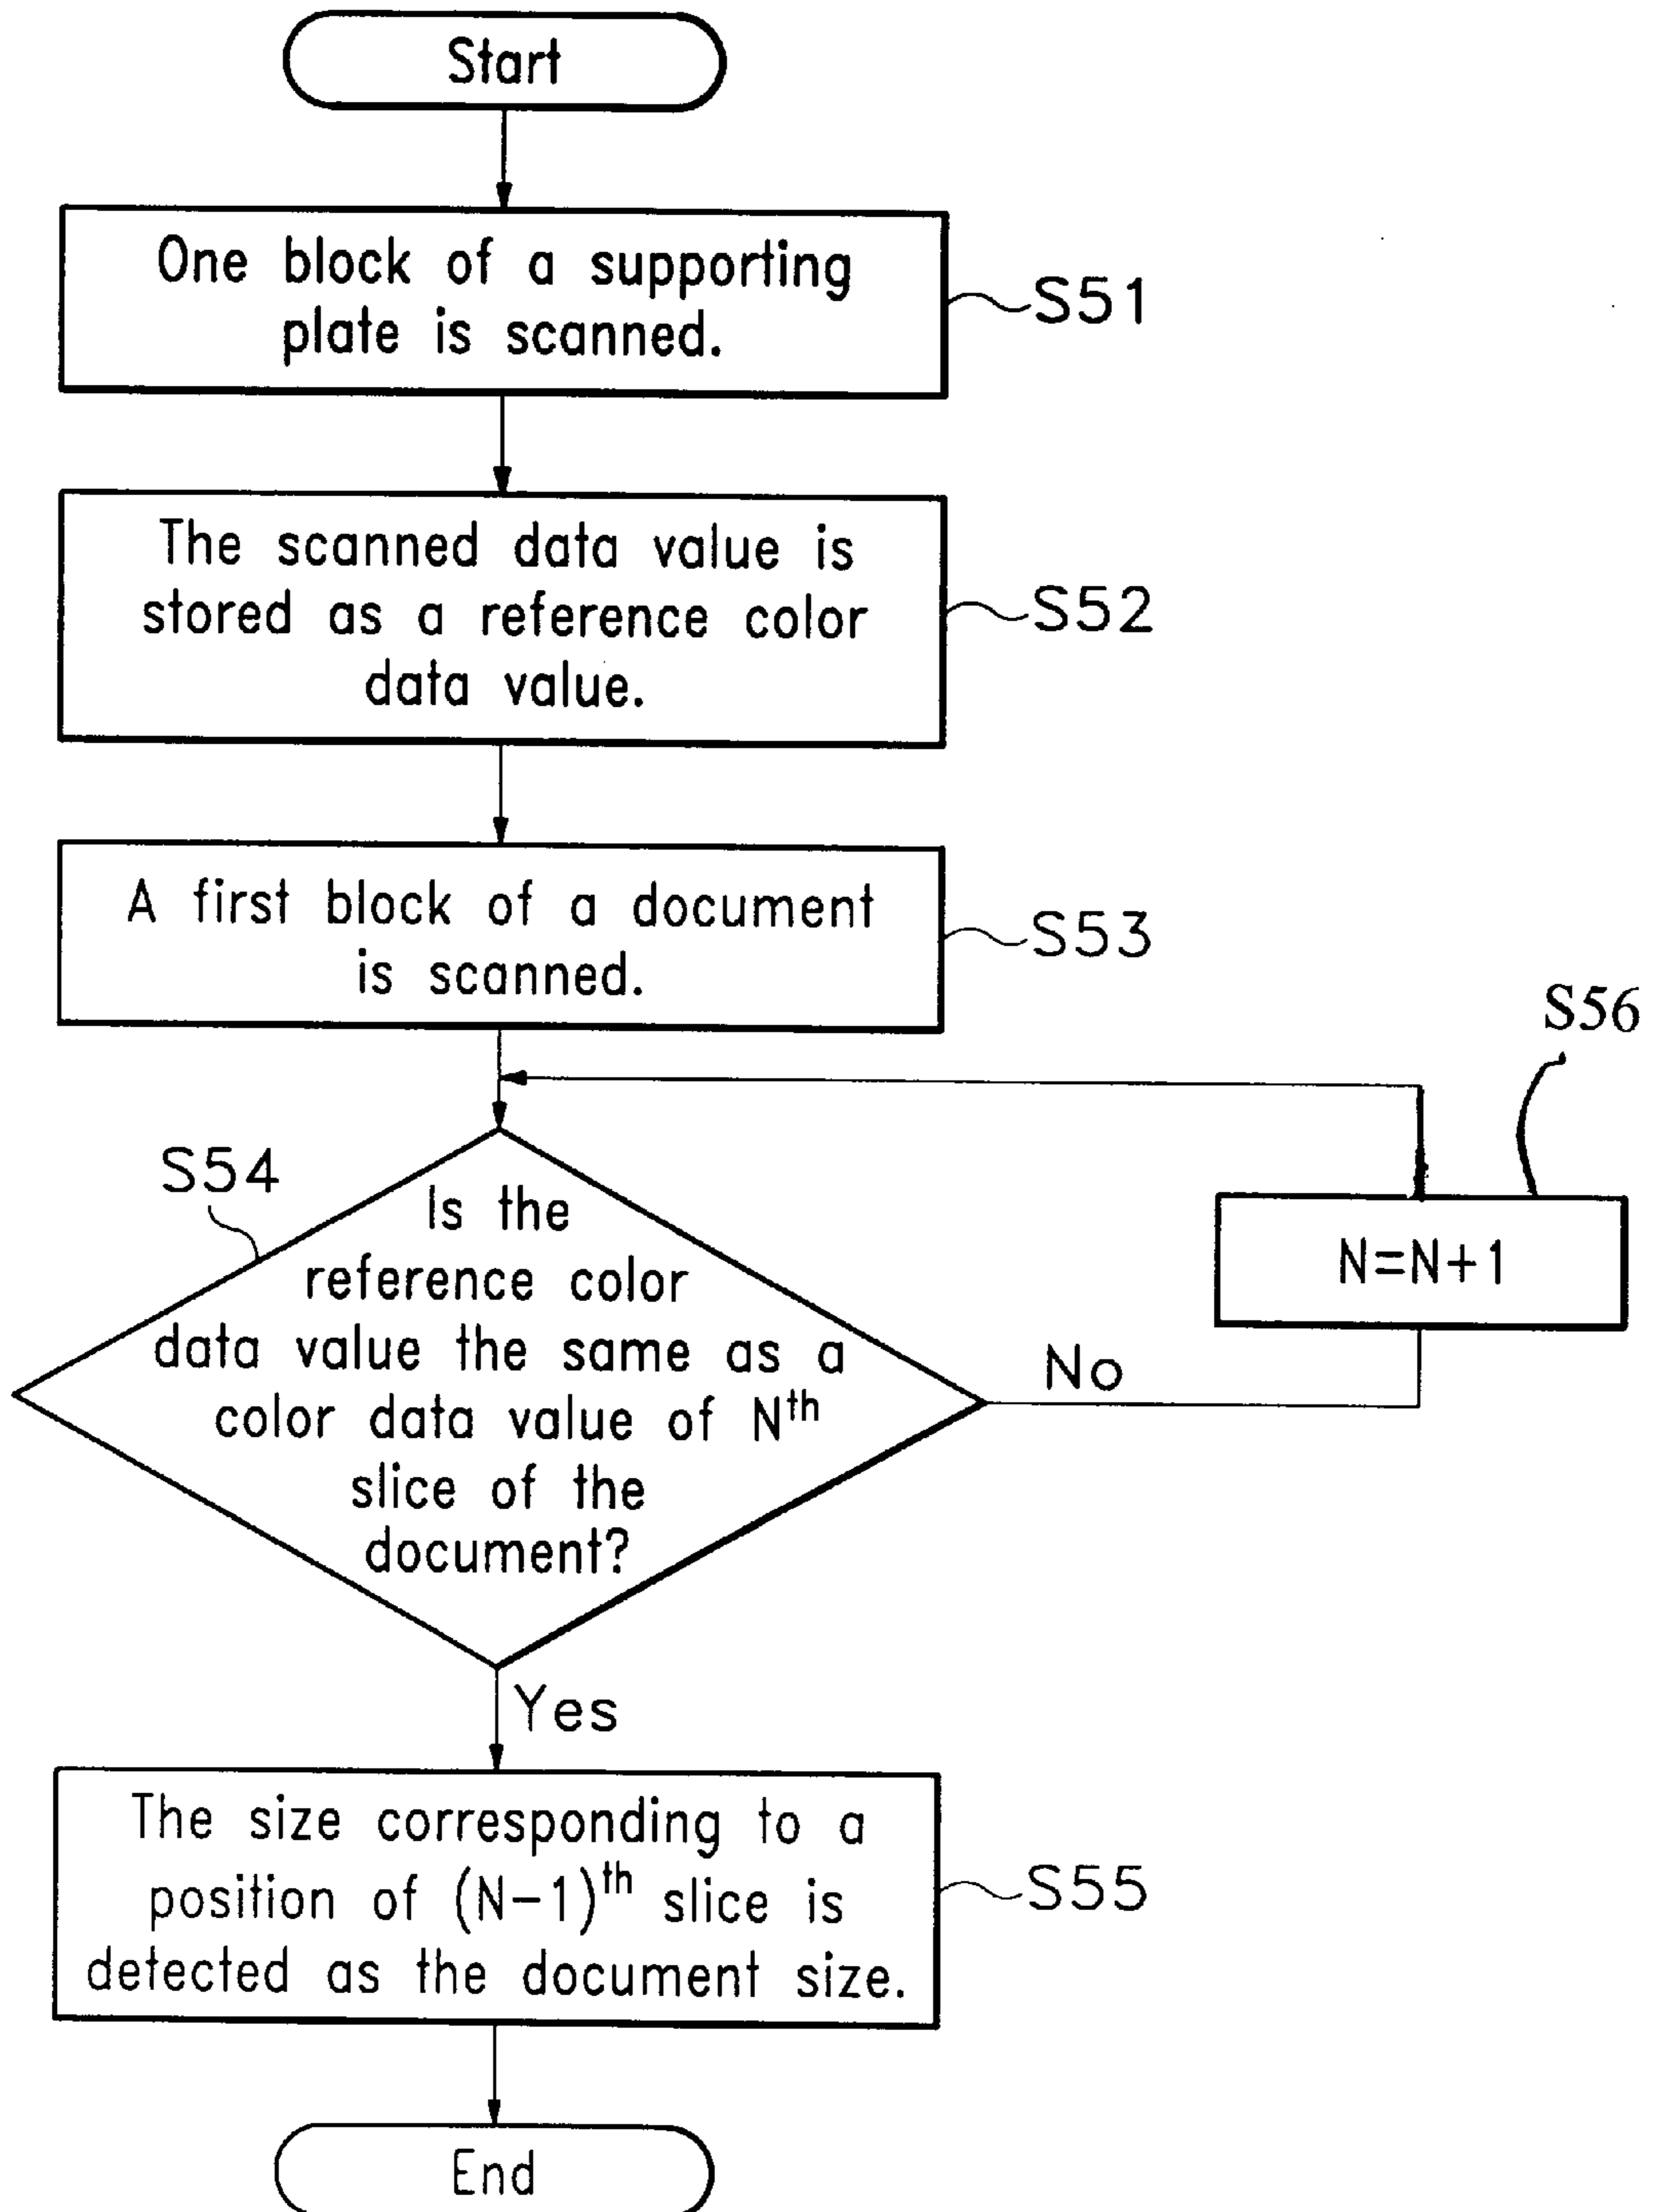 Start
One block of a supporting
plate is scanned.
S51
The scanned data value is
stored as a reference color
data value.
S52
A first block of a document
is scanned.
S53
S56
N=N+1
S54
Is the
reference color
data value the same as a
color data value of Nth
slice of the
document?
No
Yes
The size corresponding to a
position of (N-1)th slice is
detected as the document size.
S55
End